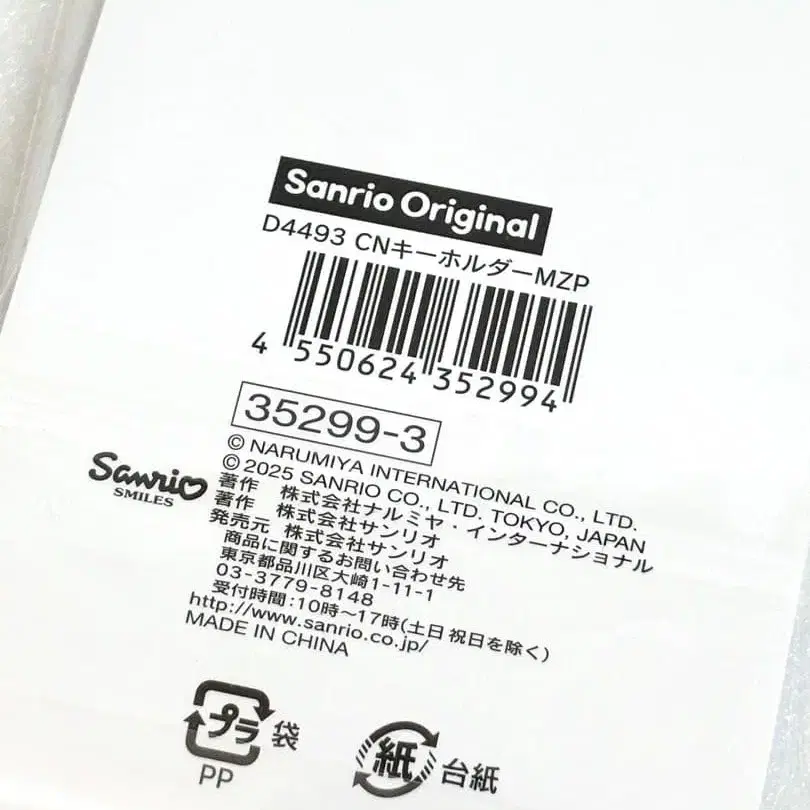 Sanrio Original
D4493 CNキーホルダーMZP
4 550624 352994
35299-3
© NARUMIYA INTERNATIONAL CO., LTD.
© 2025 SANRIO CO., LTD. TOKYO, JAPAN
Sanrio
SMILES
著作 株式会社ナルミヤ・インターナショナル
著作 株式会社サンリオ
発売元 株式会社サンリオ
商品に関するお問い合わせ先
東京都品川区大崎1-11-1
03-3779-8148
受付時間:10時~17時(土日祝日を除く)
http://www.sanrio.co.jp/
MADE IN CHINA
プラ 袋
PP
紙 台紙